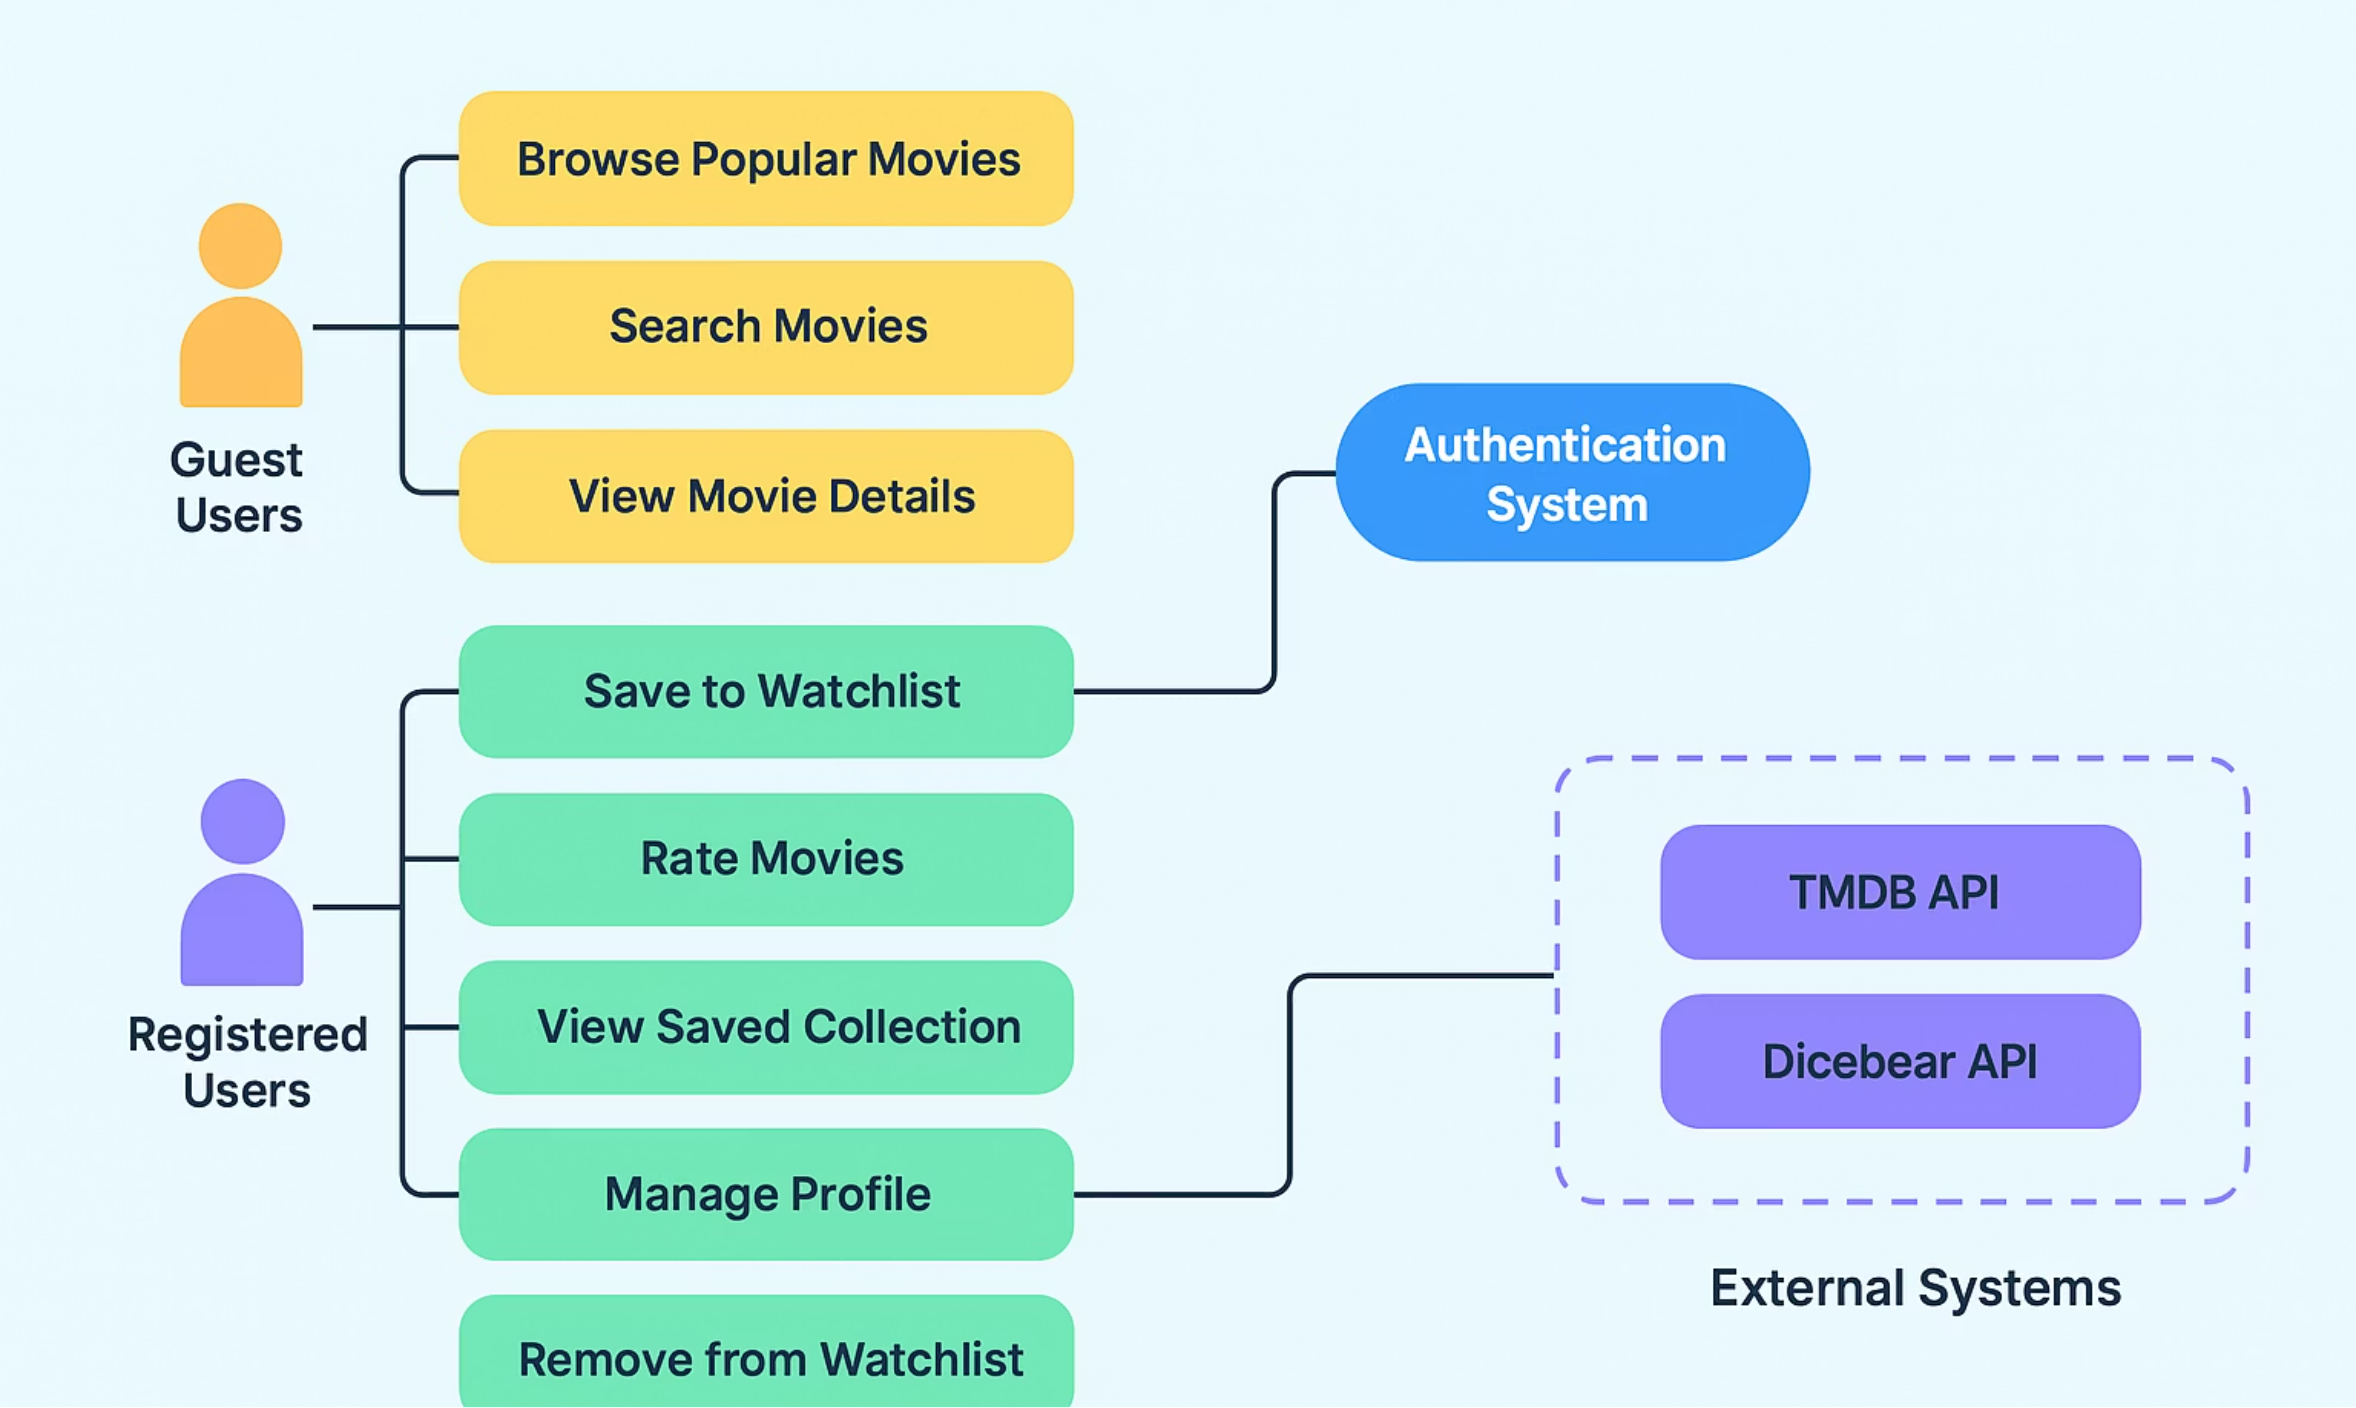 Browse Popular Movies
Search Movies
View Movie Details
Guest
Users
Authentication
System
Save to Watchlist
Rate Movies
View Saved Collection
Manage Profile
Remove from Watchlist
Registered
Users
TMDB API
Dicebear API
External Systems